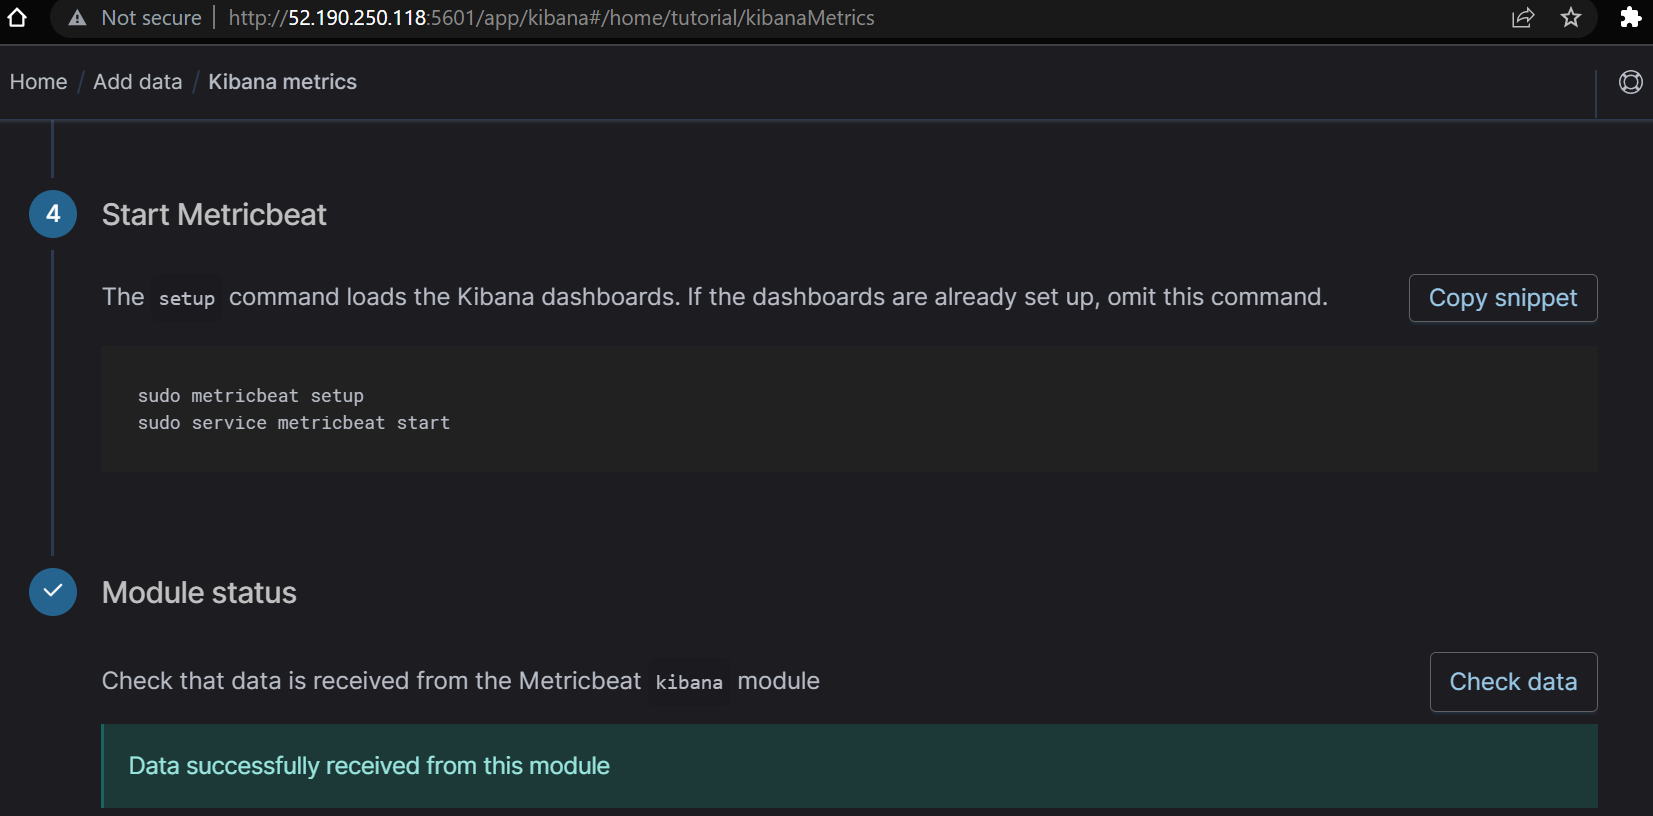 Not secure | http://52.190.250.118:5601/app/kibana#/home/tutorial/kibanaMetrics
Home / Add data / Kibana metrics
4 Start Metricbeat
The setup command loads the Kibana dashboards. If the dashboards are already set up, omit this command. Copy snippet
sudo metricbeat setup
sudo service metricbeat start
Module status
Check that data is received from the Metricbeat kibana module Check data
Data successfully received from this module